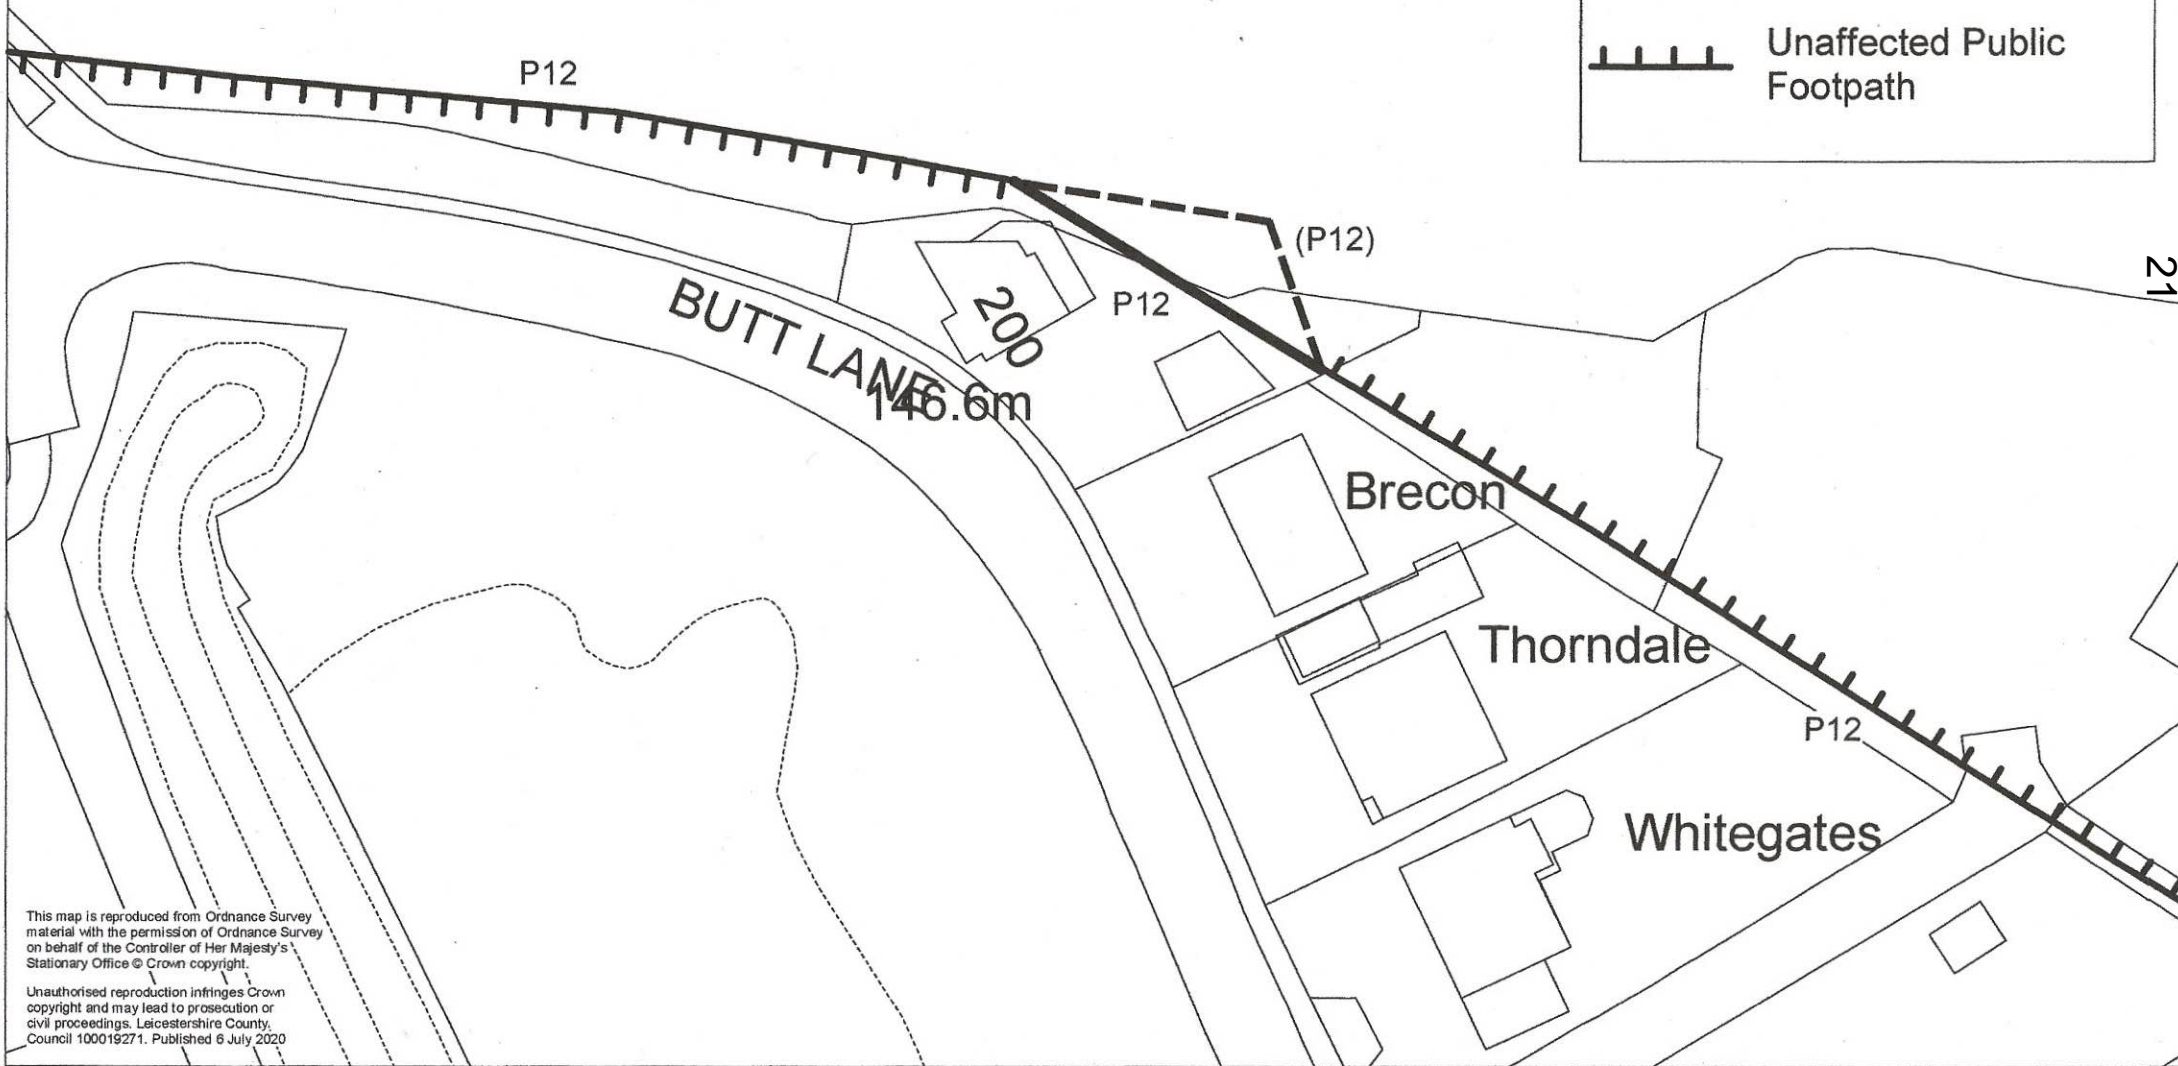 Unaffected Public
Footpath
P12
(P12)
P12
21
BUTT LANE
200
146.6m
Brecon
Thorndale
P12
Whitegates
This map is reproduced from Ordnance Survey
material with the permission of Ordnance Survey
on behalf of the Controller of Her Majesty's
Stationary Office © Crown copyright.
Unauthorised reproduction infringes Crown
copyright and may lead to prosecution or
civil proceedings. Leicestershire County
Council 100019271. Published 6 July 2020